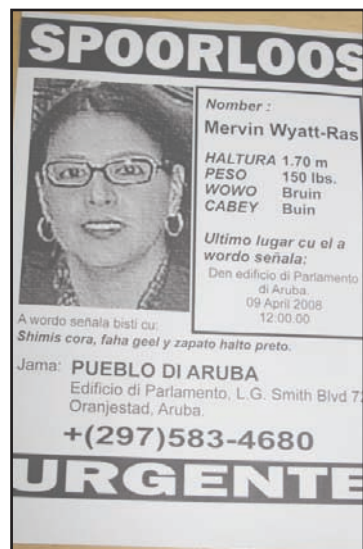 SPOORLOOS
Nomber :
Mervin Wyatt-Ras
HALTURA 1.70 m
PESO 150 lbs.
WOWO Bruin
CABEY Buin
Ultimo lugar cu el a
wordo señala:
Den edificio di Parlamento
di Aruba.
09 April 2008
12:00.00
A wordo señala bisti cu:
Shimis cora, faha geel y zapato halto preto.
Jama: PUEBLO DI ARUBA
Edificio di Parlamento, L.G. Smith Blvd 72
Oranjestad, Aruba.
+(297)583-4680
URGENTE